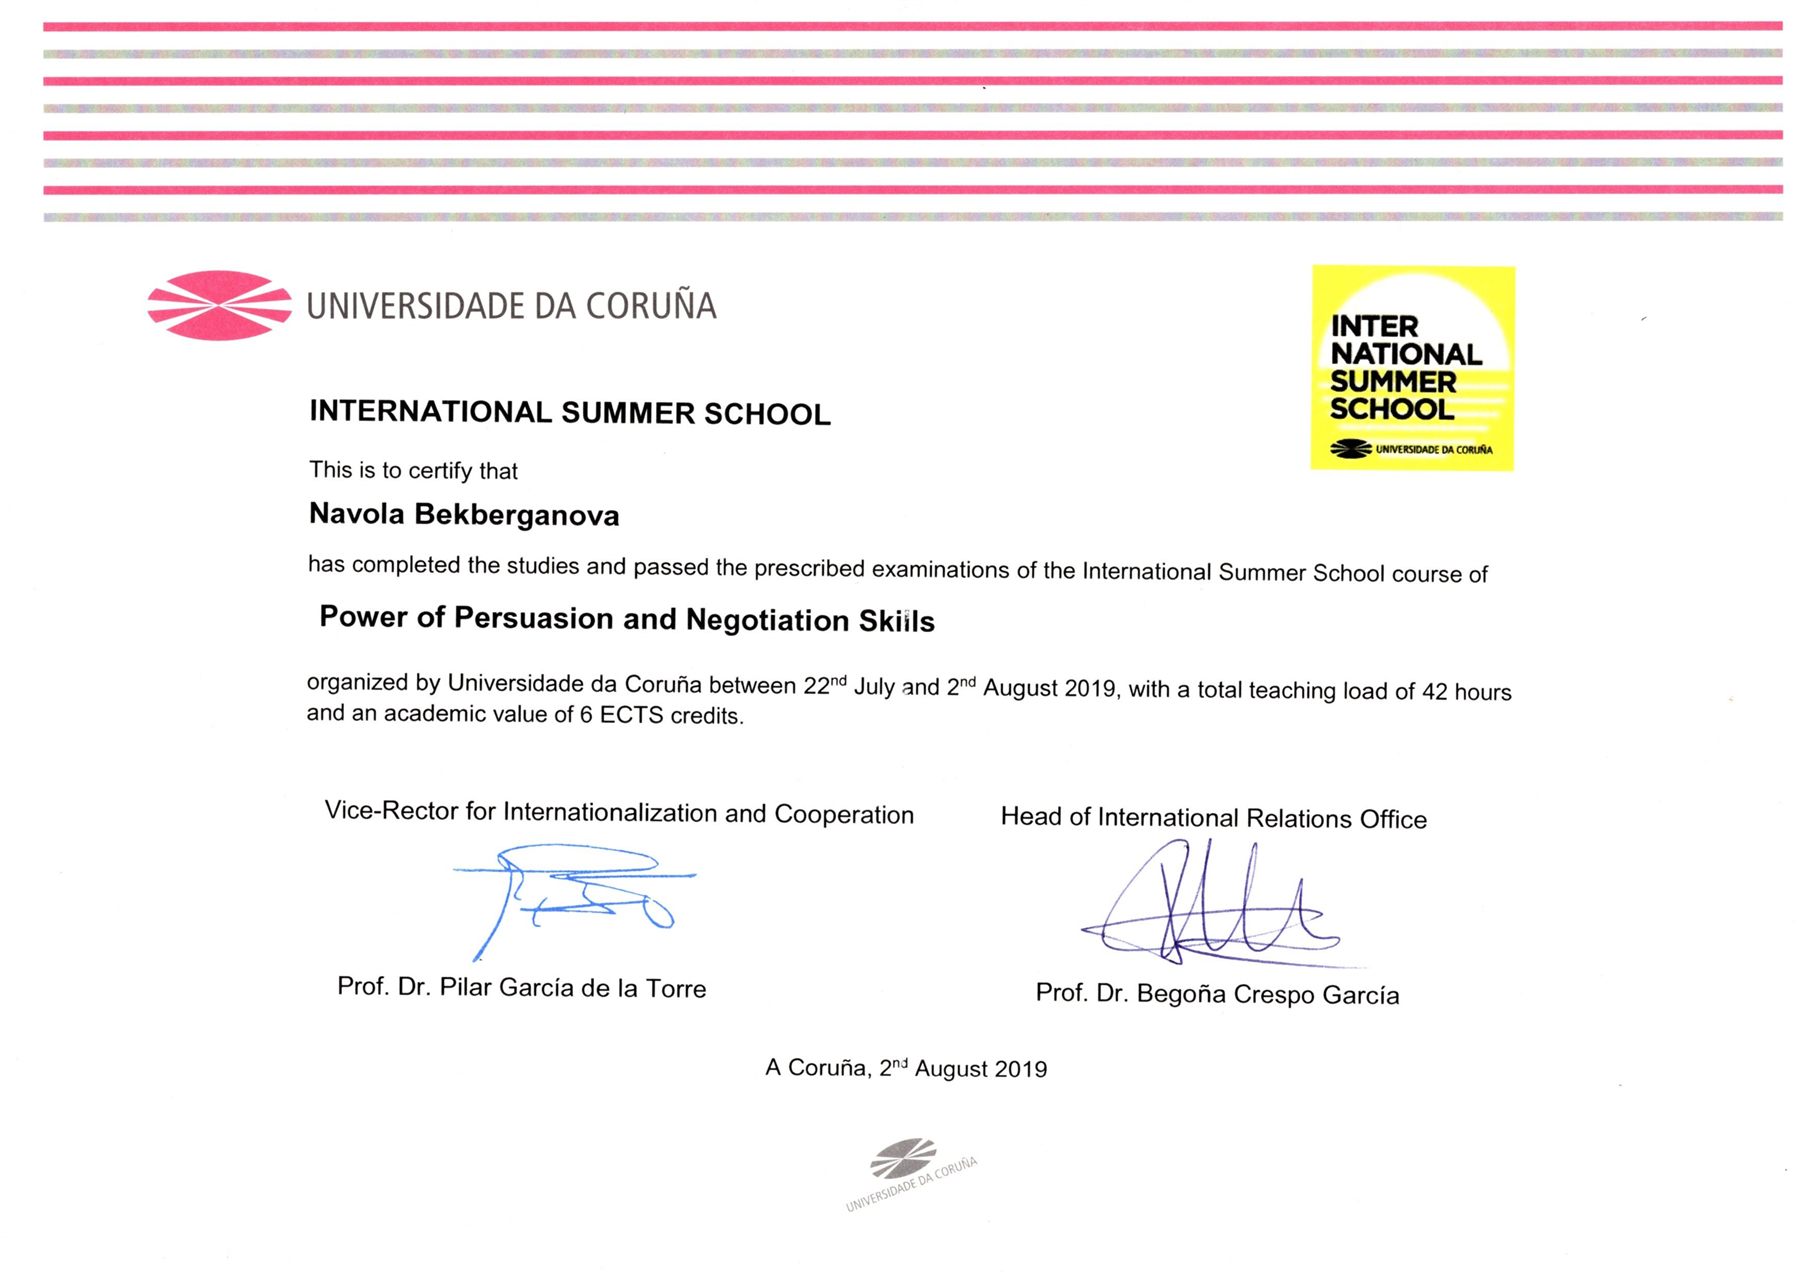 UNIVERSIDADE DA CORUÑA
INTER
NATIONAL
SUMMER
SCHOOL
UNIVERSIDADE DA CORUÑA
INTERNATIONAL SUMMER SCHOOL
This is to certify that
Navola Bekberganova
has completed the studies and passed the prescribed examinations of the International Summer School course of
Power of Persuasion and Negotiation Skills
organized by Universidade da Coruña between 22nd July and 2nd August 2019, with a total teaching load of 42 hours
and an academic value of 6 ECTS credits.
Vice-Rector for Internationalization and Cooperation
Head of International Relations Office
Prof. Dr. Pilar García de la Torre
Prof. Dr. Begoña Crespo García
A Coruña, 2nd August 2019
UNIVERSIDADE DA CORUÑA